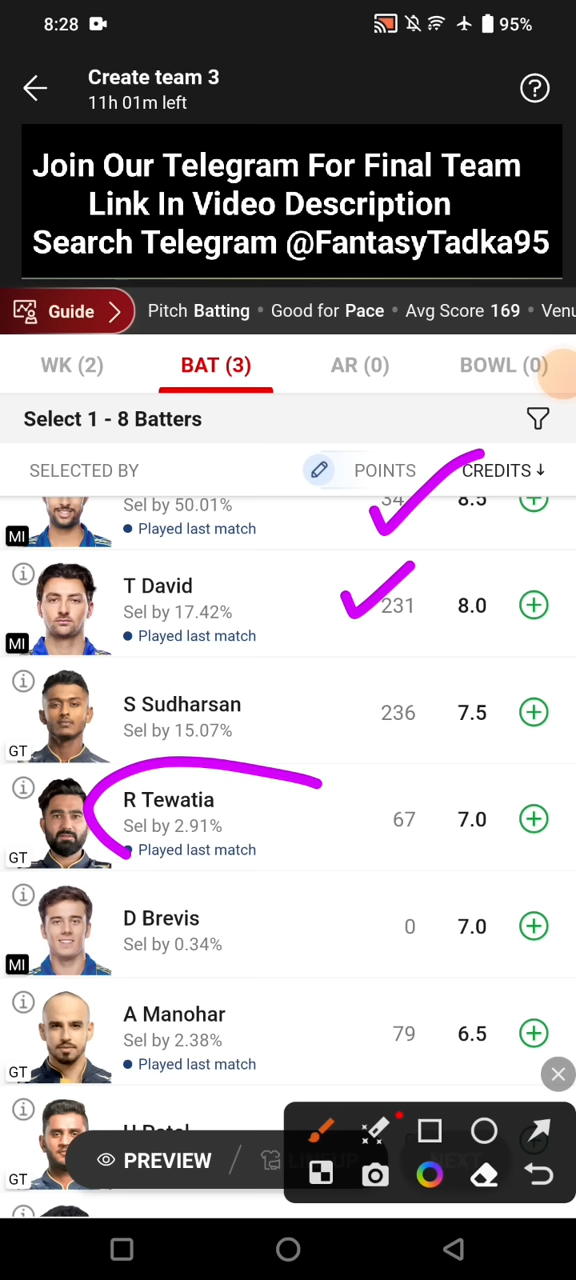 8:28
95%
Create team 3
11h 01m left
Join Our Telegram For Final Team
Link In Video Description
Search Telegram @FantasyTadka95
Guide
Pitch Batting • Good for Pace • Avg Score 169 • Venu
WK (2) BAT (3) AR (0) BOWL (0)
Select 1 - 8 Batters
SELECTED BY POINTS CREDITS ↓
Sel by 50.01% 8.5
MI Played last match
T David
Sel by 17.42% 231 8.0
MI Played last match
S Sudharsan
Sel by 15.07% 236 7.5
GT
R Tewatia
Sel by 2.91% 67 7.0
GT Played last match
D Brevis
Sel by 0.34% 0 7.0
MI
A Manohar
Sel by 2.38% 79 6.5
GT Played last match
GT
PREVIEW